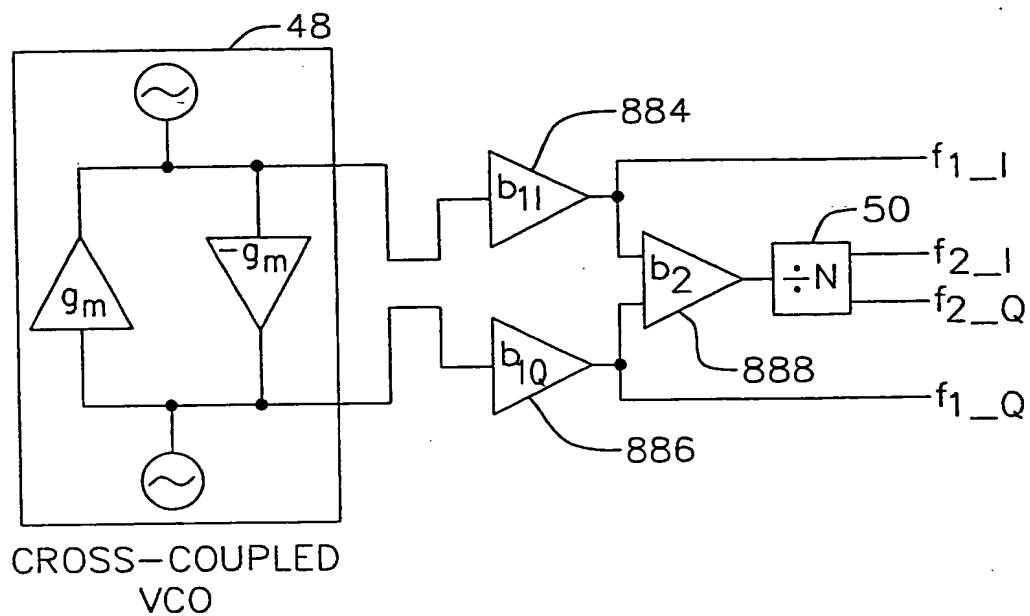 48
884
b1I
f1_I
50
-gm
gm
b2
÷N
f2_I
f2_Q
b1Q
888
f1_Q
886
CROSS-COUPLED
VCO